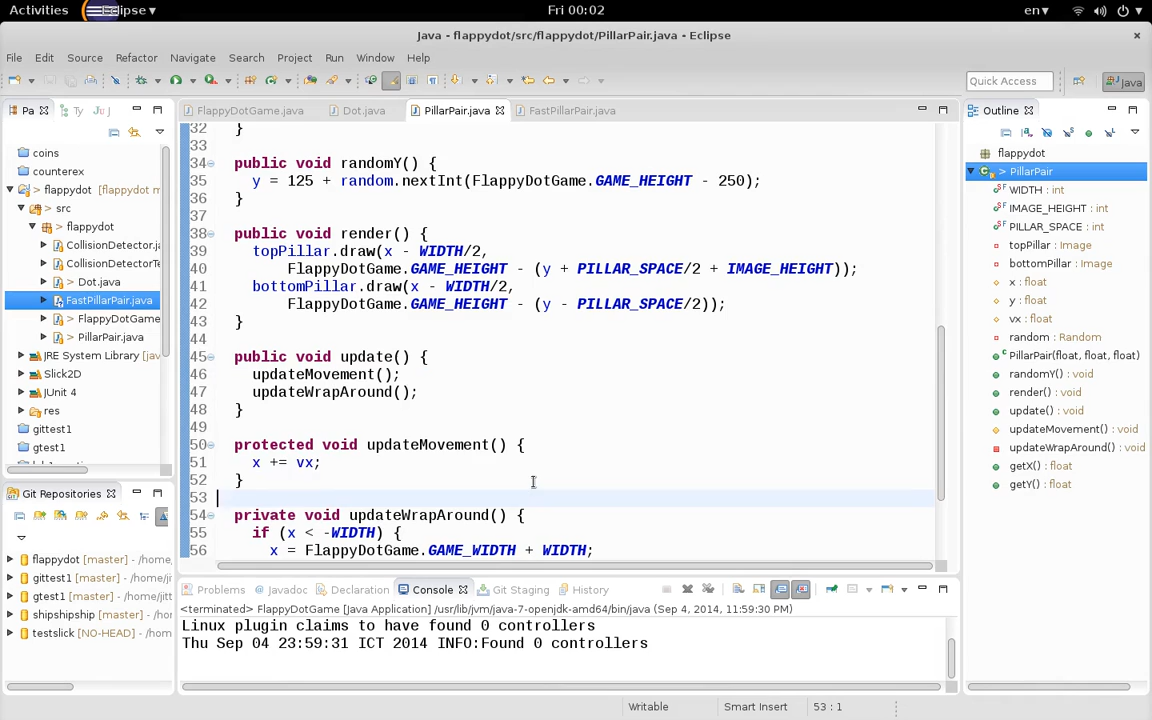 Activities Eclipse ▾ Fri 00:02 en ▾
Java - flappydot/src/flappydot/PillarPair.java - Eclipse
File Edit Source Refactor Navigate Search Project Run Window Help
Quick Access Java
Pa Ty Ju FlappyDotGame.java Dot.java PillarPair.java FastPillarPair.java Outline
coins
counterex
> flappydot [flappydot m
> src
> flappydot
CollisionDetector.ja
CollisionDetectorTe
> Dot.java
FastPillarPair.java
> FlappyDotGame
> PillarPair.java
JRE System Library [jav
Slick2D
JUnit 4
> res
gittest1
gtest1
32 }
33
34 public void randomY() {
35 y = 125 + random.nextInt(FlappyDotGame.GAME_HEIGHT - 250);
36 }
37
38 public void render() {
39 topPillar.draw(x - WIDTH/2,
40 FlappyDotGame.GAME_HEIGHT - (y + PILLAR_SPACE/2 + IMAGE_HEIGHT));
41 bottomPillar.draw(x - WIDTH/2,
42 FlappyDotGame.GAME_HEIGHT - (y - PILLAR_SPACE/2));
43 }
44
45 public void update() {
46 updateMovement();
47 updateWrapAround();
48 }
49
50 protected void updateMovement() {
51 x += vx;
52 }
53
54 private void updateWrapAround() {
55 if (x < -WIDTH) {
56 x = FlappyDotGame.GAME_WIDTH + WIDTH;
flappydot
> PillarPair
WIDTH : int
IMAGE_HEIGHT : int
PILLAR_SPACE : int
topPillar : Image
bottomPillar : Image
x : float
y : float
vx : float
random : Random
PillarPair(float, float, float)
randomY() : void
render() : void
update() : void
updateMovement() : void
updateWrapAround() : void
getX() : float
getY() : float
Git Repositories
flappydot [master] - /home,
gittest1 [master] - /home/jit
gtest1 [master] - /home/jitt
shipshipship [master] - /ho
testslick [NO-HEAD] - /hom
Problems Javadoc Declaration Console Git Staging History
<terminated> FlappyDotGame [Java Application] /usr/lib/jvm/java-7-openjdk-amd64/bin/java (Sep 4, 2014, 11:59:30 PM)
Linux plugin claims to have found 0 controllers
Thu Sep 04 23:59:31 ICT 2014 INFO:Found 0 controllers
Writable Smart Insert 53 : 1